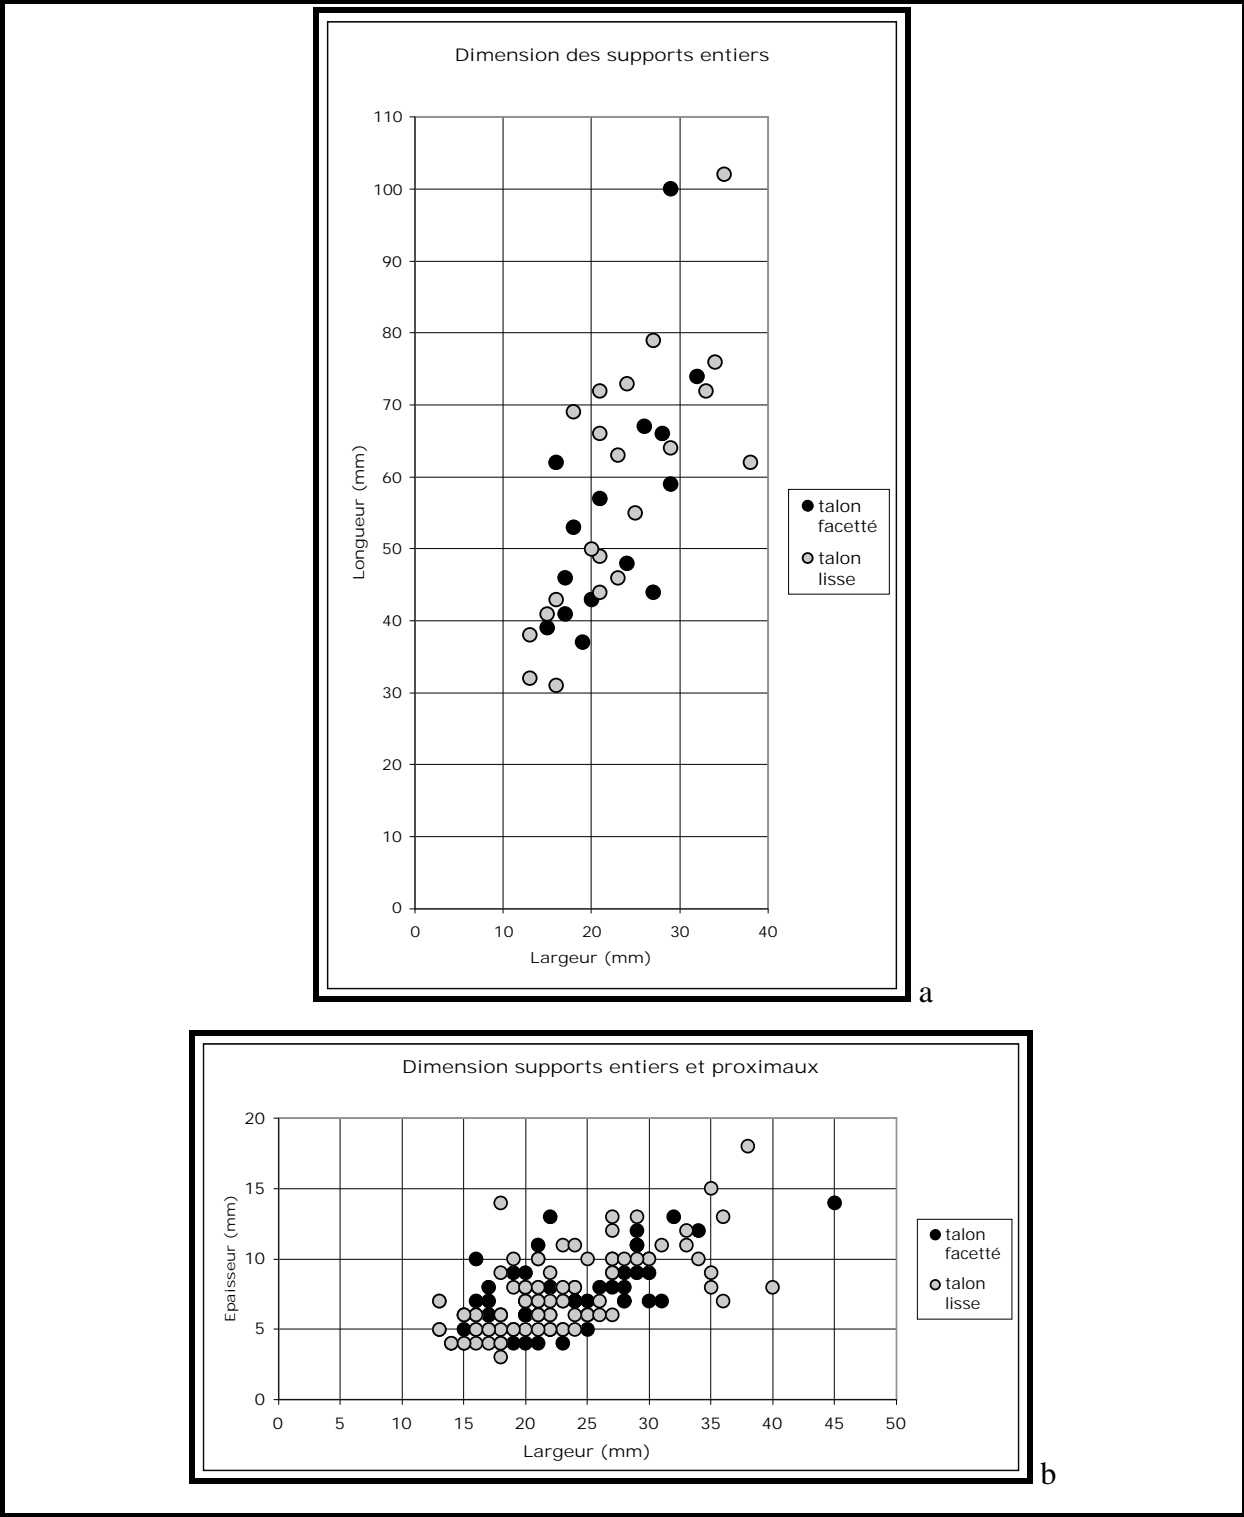 Dimension des supports entiers
110
100
90
80
70
60
50
40
30
20
10
0
0 10 20 30 40
Longueur (mm)
Largeur (mm)
talon
facetté
talon
lisse
a
Dimension supports entiers et proximaux
20
15
10
5
0
0 5 10 15 20 25 30 35 40 45 50
Epaisseur (mm)
Largeur (mm)
talon
facetté
talon
lisse
b